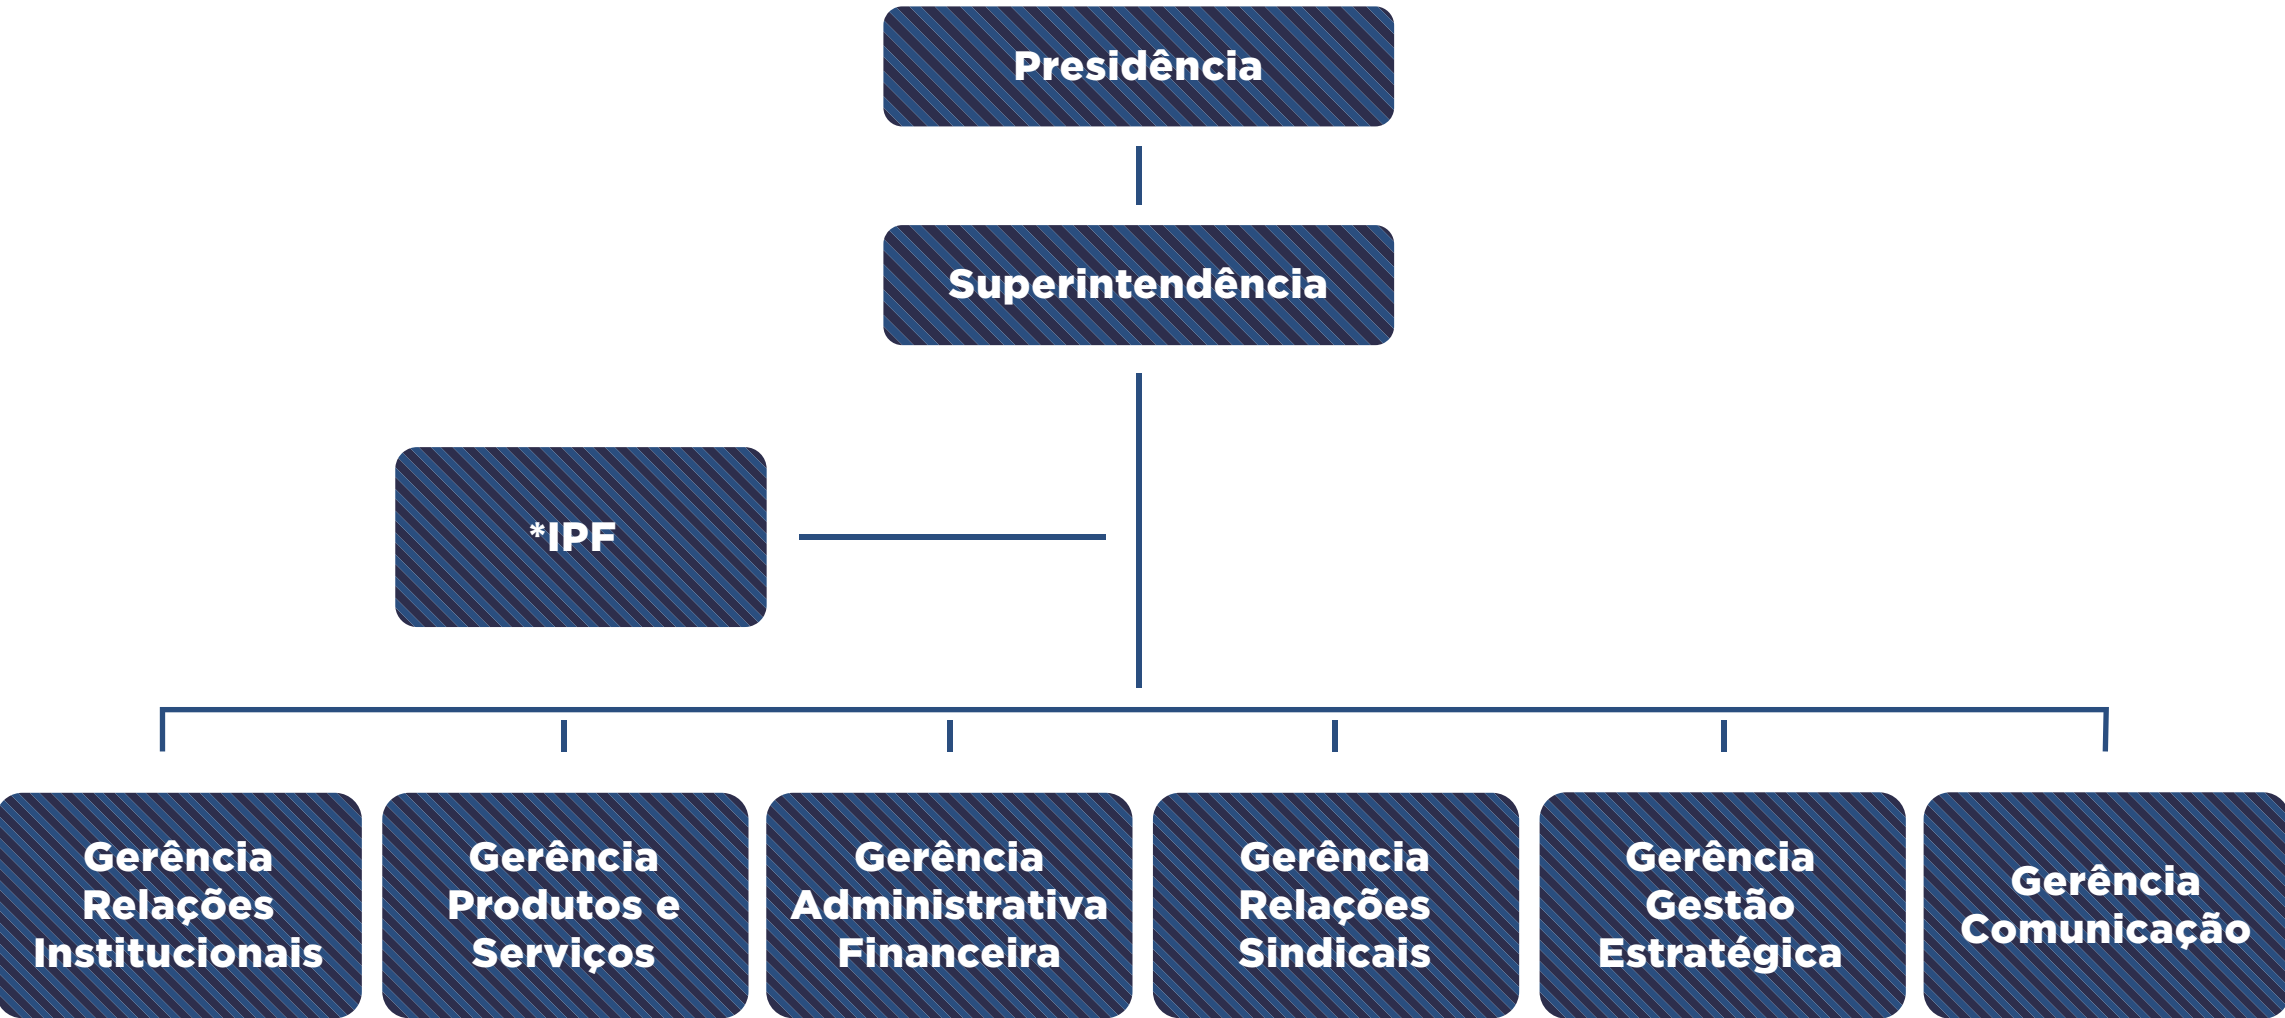 Presidência
Superintendência
*IPF
Gerência
Relações
Institucionais
Gerência
Produtos e
Serviços
Gerência
Administrativa
Financeira
Gerência
Relações
Sindicais
Gerência
Gestão
Estratégica
Gerência
Comunicação